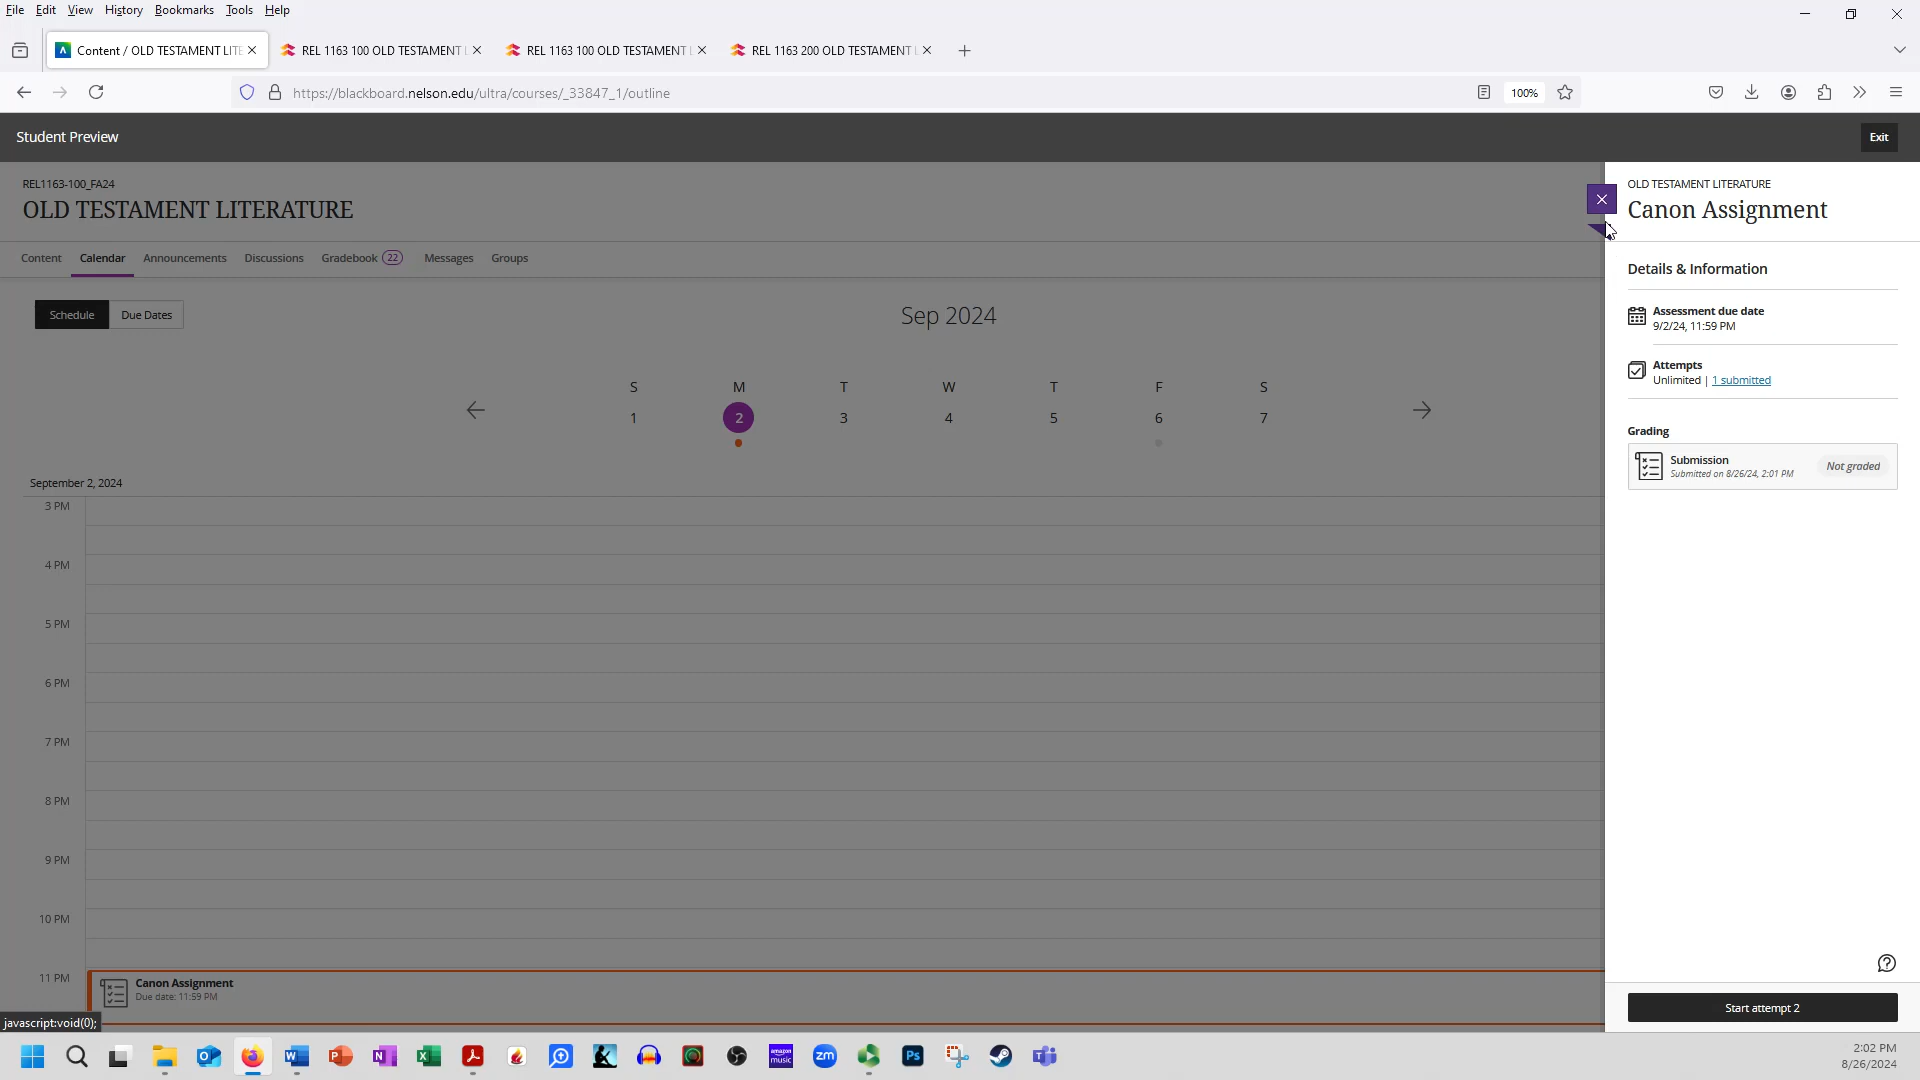 File Edit View History Bookmarks Tools Help
Content / OLD TESTAMENT LITE
REL 1163 100 OLD TESTAMENT L
REL 1163 100 OLD TESTAMENT L
REL 1163 200 OLD TESTAMENT L
https://blackboard.nelson.edu/ultra/courses/_33847_1/outline
100%
Student Preview
Exit
REL1163-100_FA24
OLD TESTAMENT LITERATURE
Content Calendar Announcements Discussions Gradebook 22 Messages Groups
Schedule Due Dates
Sep 2024
S M T W T F S
1 2 3 4 5 6 7
September 2, 2024
3 PM
4 PM
5 PM
6 PM
7 PM
8 PM
9 PM
10 PM
11 PM
Canon Assignment
Due date: 11:59 PM
javascript:void(0);
OLD TESTAMENT LITERATURE
Canon Assignment
Details & Information
Assessment due date
9/2/24, 11:59 PM
Attempts
Unlimited | 1 submitted
Grading
Submission
Submitted on 8/26/24, 2:01 PM
Not graded
Start attempt 2
amazon
music
zm
Ps
2:02 PM
8/26/2024